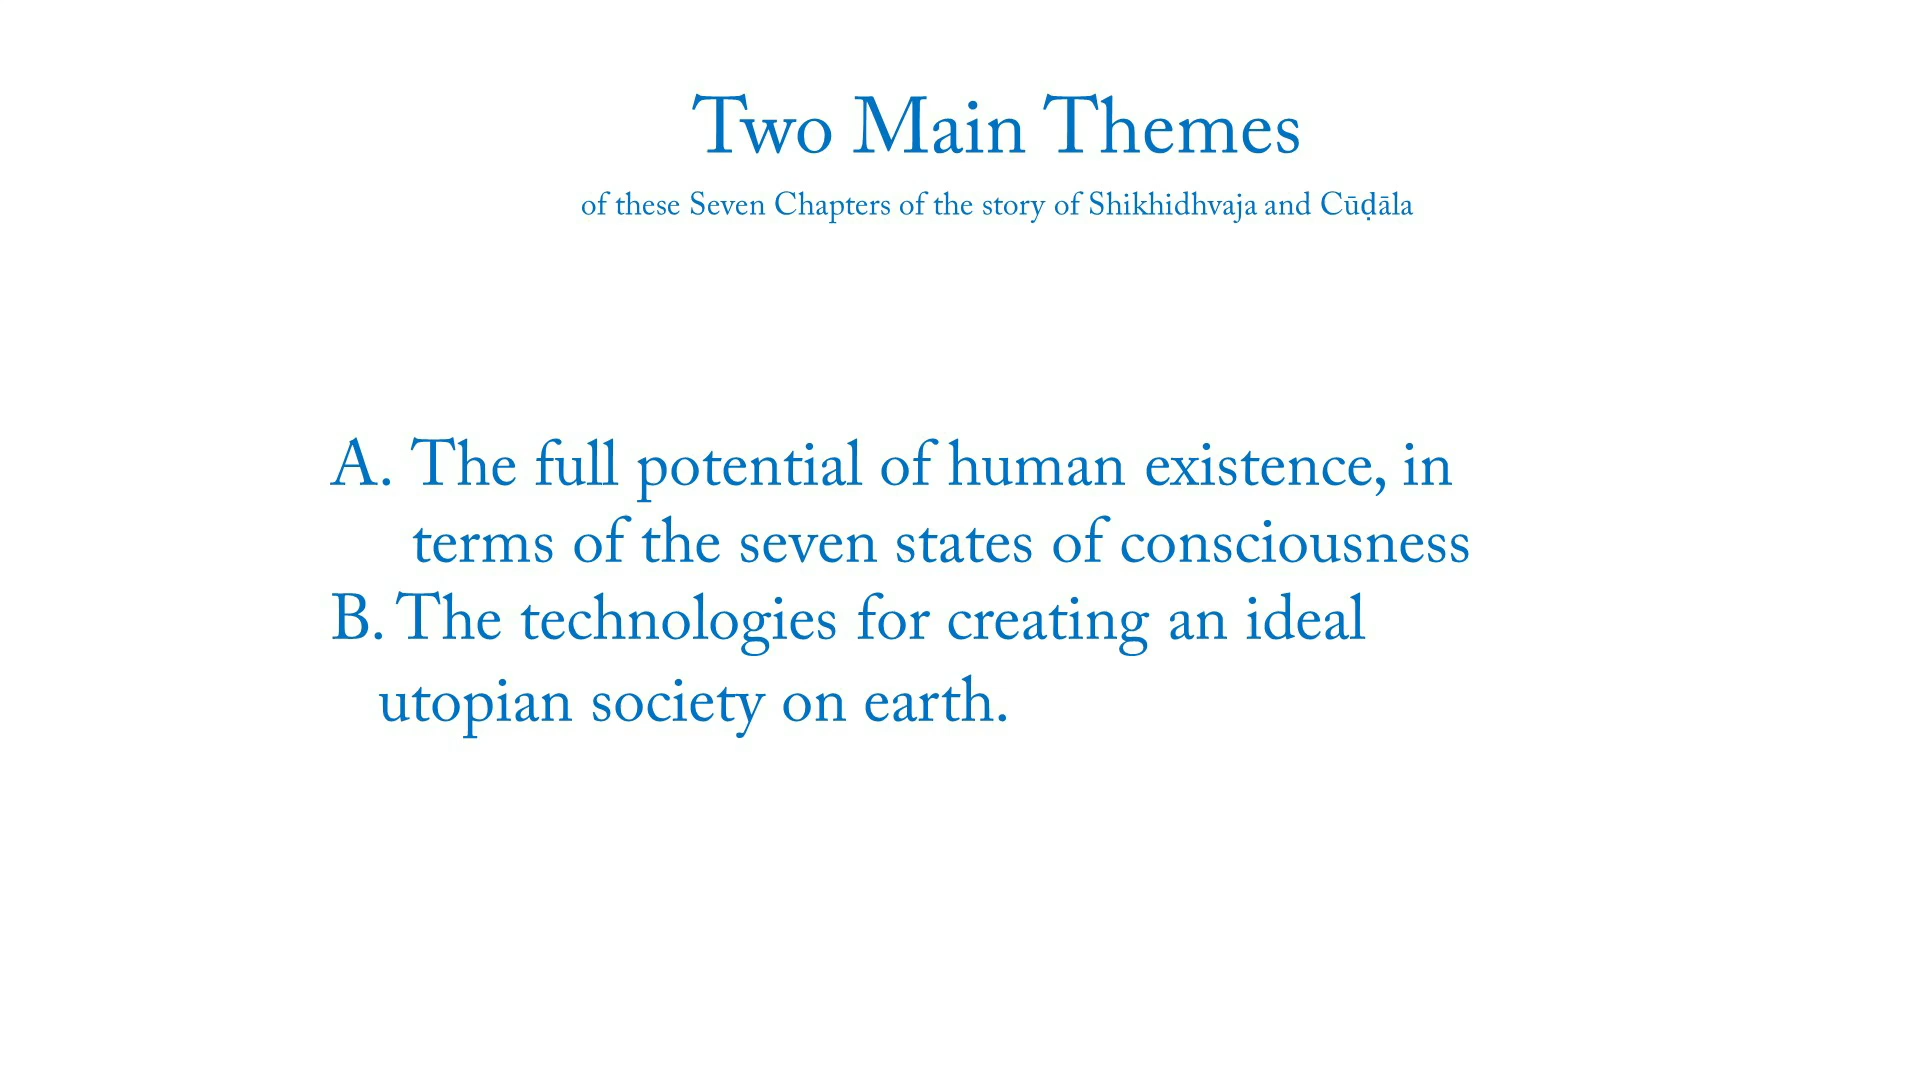 Two Main Themes
of these Seven Chapters of the story of Shikhidhvaja and Cūḍāla
A. The full potential of human existence, in
terms of the seven states of consciousness
B. The technologies for creating an ideal
utopian society on earth.